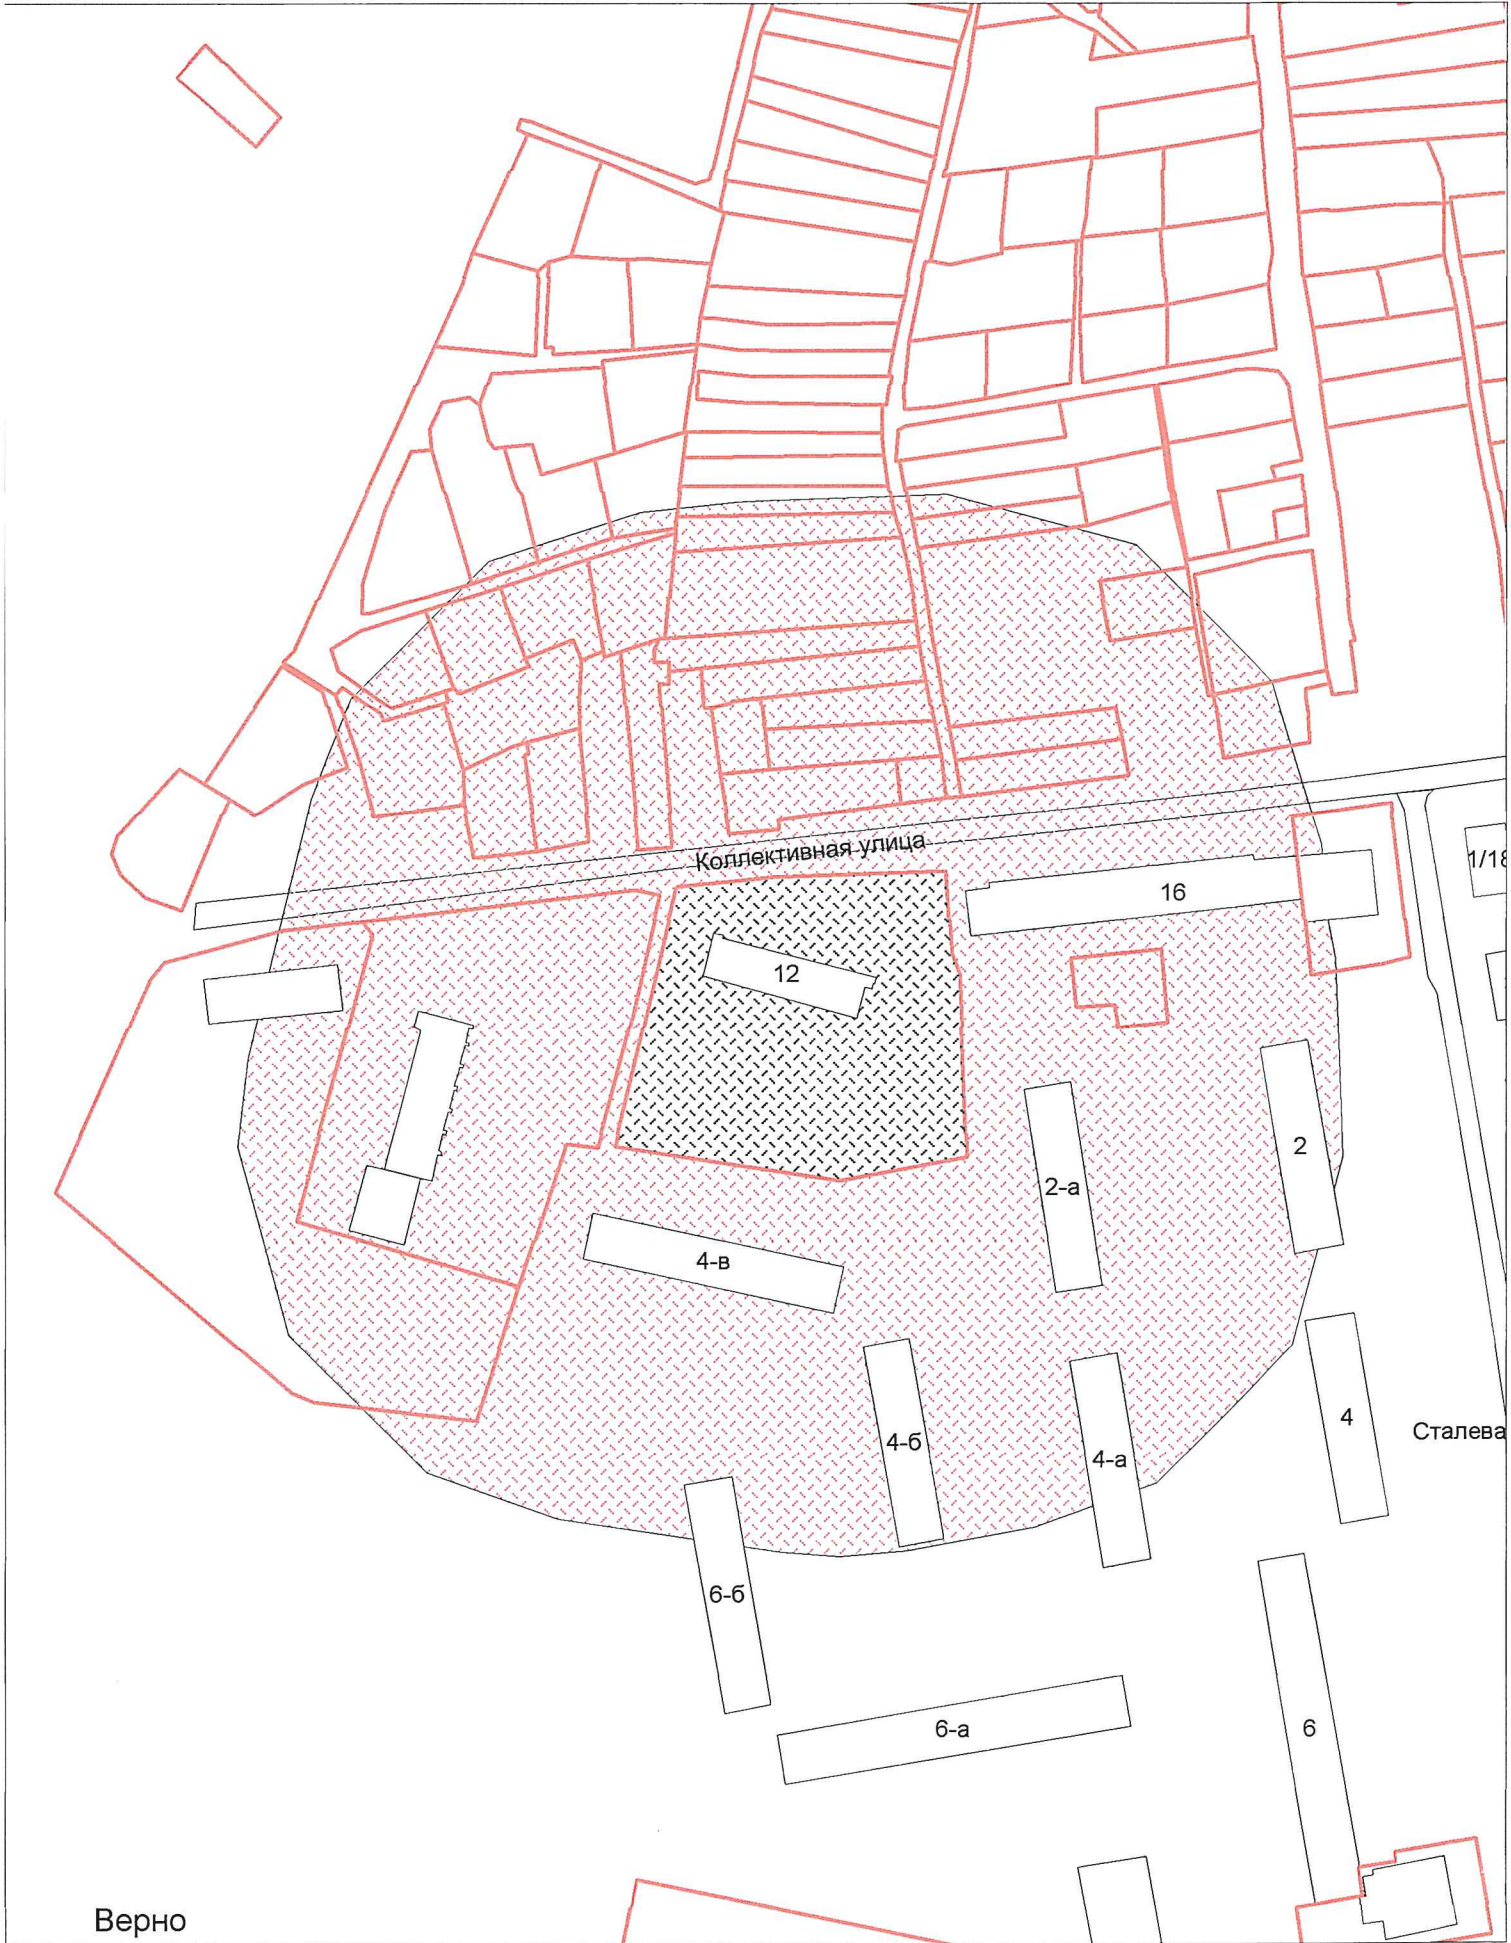 Коллективная улица
1/18
16
12
2
2-а
4-в
4
Сталева
4-б
4-а
6-б
6-а
6
Верно